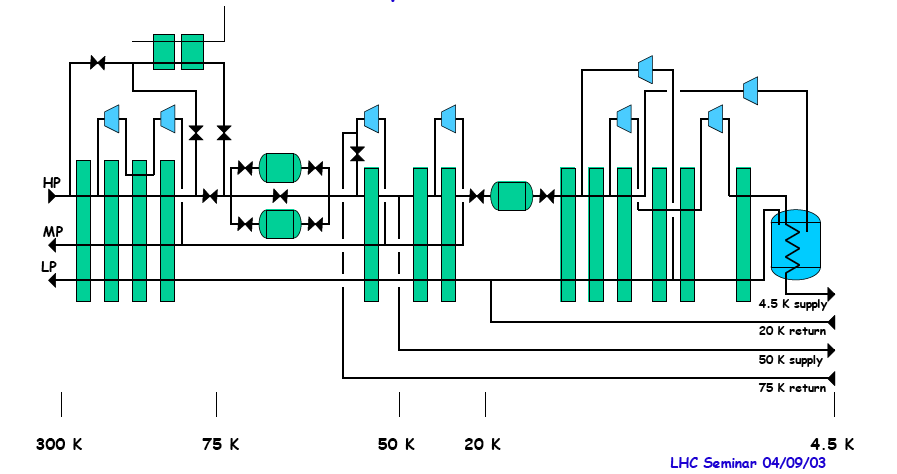 HP
MP
LP
4.5 K supply
20 K return
50 K supply
75 K return
300 K 75 K 50 K 20 K 4.5 K
LHC Seminar 04/09/03